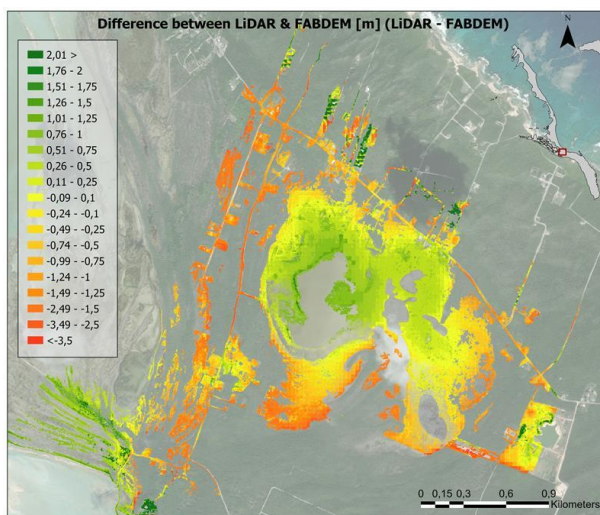 Difference between LiDAR & FABDEM [m] (LiDAR - FABDEM)
N
2,01 >
1,76 - 2
1,51 - 1,75
1,26 - 1,5
1,01 - 1,25
0,76 - 1
0,51 - 0,75
0,26 - 0,5
0,11 - 0,25
-0,09 - 0,1
-0,24 - -0,1
-0,49 - -0,25
-0,74 - -0,5
-0,99 - -0,75
-1,24 - -1
-1,49 - -1,25
-2,49 - -1,5
-3,49 - -2,5
<-3,5
0 0,15 0,3 0,6 0,9
Kilometers